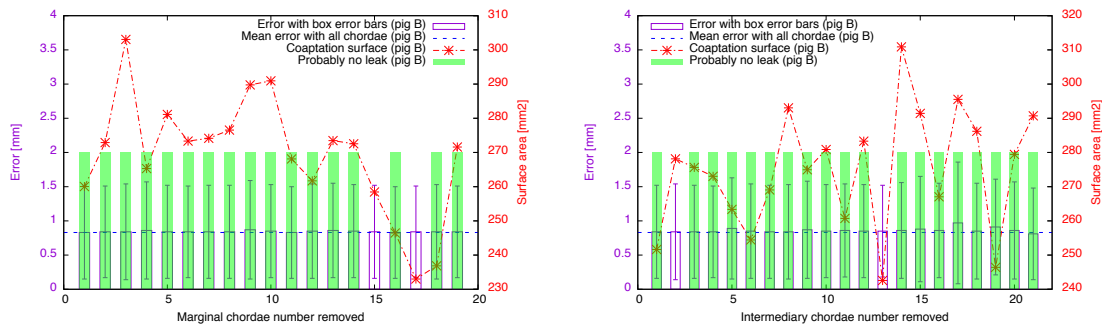 Error with box error bars (pig B)
Mean error with all chordae (pig B)
Coaptation surface (pig B)
Probably no leak (pig B)
Error [mm]
4
3.5
3
2.5
2
1.5
1
0.5
0
310
300
290
280
270
260
250
240
230
Surface area [mm2]
0 5 10 15 20
Marginal chordae number removed
Error with box error bars (pig B)
Mean error with all chordae (pig B)
Coaptation surface (pig B)
Probably no leak (pig B)
Error [mm]
4
3.5
3
2.5
2
1.5
1
0.5
0
320
310
300
290
280
270
260
250
240
Surface area [mm2]
0 5 10 15 20
Intermediary chordae number removed